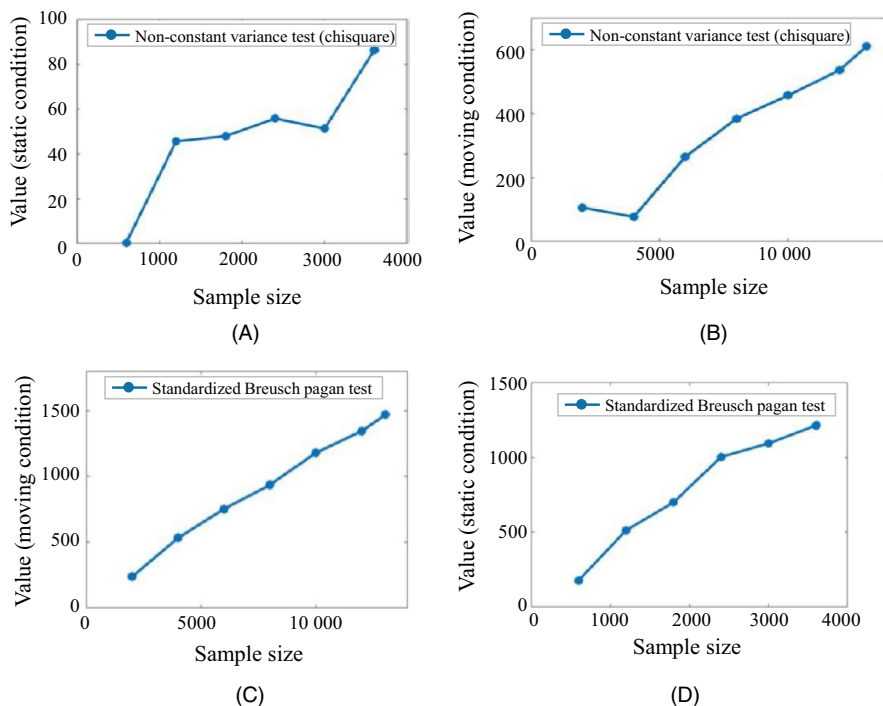 Value (static condition)
100
80
60
40
20
0
Non-constant variance test (chisquare)
0 1000 2000 3000 4000
Sample size
(A)
Value (moving condition)
600
400
200
0
Non-constant variance test (chisquare)
0 5000 10 000
Sample size
(B)
Value (moving condition)
1500
1000
500
0
Standardized Breusch pagan test
0 5000 10 000
Sample size
(C)
Value (static condition)
1500
1000
500
0
Standardized Breusch pagan test
0 1000 2000 3000 4000
Sample size
(D)